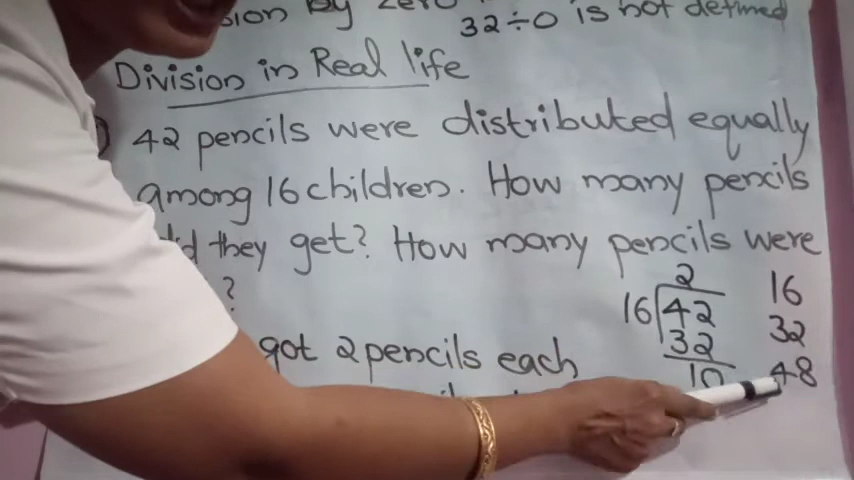 by Zero
32÷0 is not defined
Division in Real life
42 pencils were distributed equally
among 16 children. How many pencils
they get? How many pencils were
?
got 2 pencils each
2
16 42
32
10
16
32
48